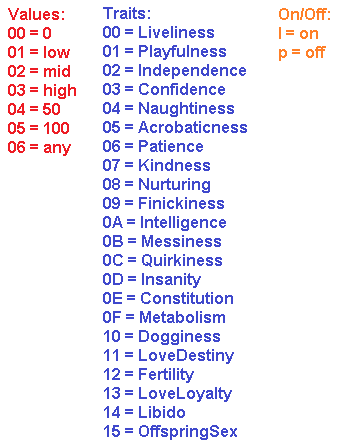 Values:
00 = 0
01 = low
02 = mid
03 = high
04 = 50
05 = 100
06 = any
Traits:
00 = Liveliness
01 = Playfulness
02 = Independence
03 = Confidence
04 = Naughtiness
05 = Acrobaticness
06 = Patience
07 = Kindness
08 = Nurturing
09 = Finickiness
0A = Intelligence
0B = Messiness
0C = Quirkiness
0D = Insanity
0E = Constitution
0F = Metabolism
10 = Dogginess
11 = LoveDestiny
12 = Fertility
13 = LoveLoyalty
14 = Libido
15 = OffspringSex
On/Off:
l = on
p = off